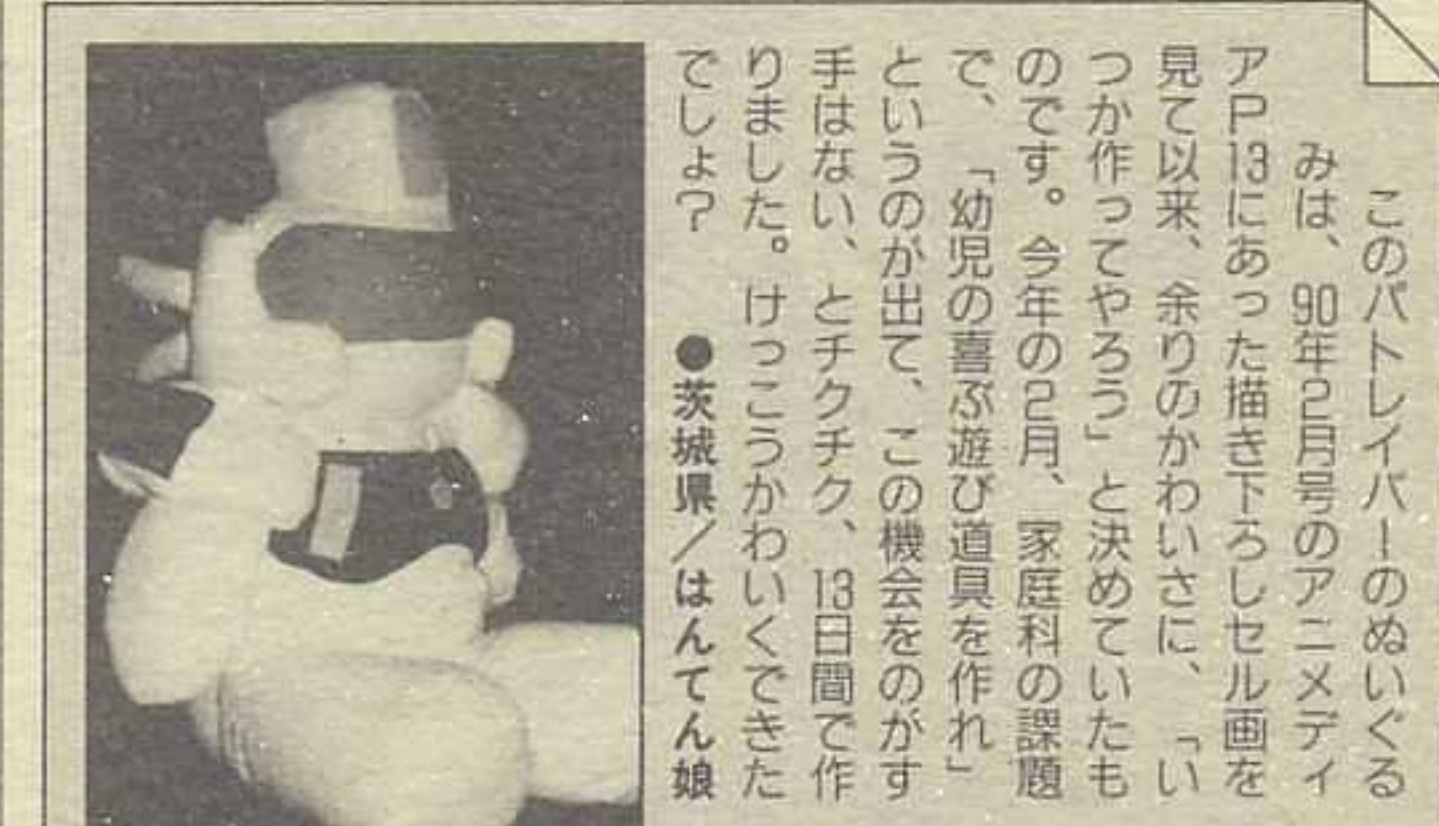 このパトレイバーのぬいぐる
みは、90年2月号のアニメディ
アP13にあった描き下ろしセル画を
見て以来、余りのかわいさに、「い
つか作ってやろう」と決めていたも
のです。今年の2月、家庭科の課題
で、「幼児の喜ぶ遊び道具を作れ」
というのが出て、この機会をのがす
手はない、とチクチク、13日間で作
りました。けっこうかわいくできた
でしょ?
●茨城県/はんてん娘